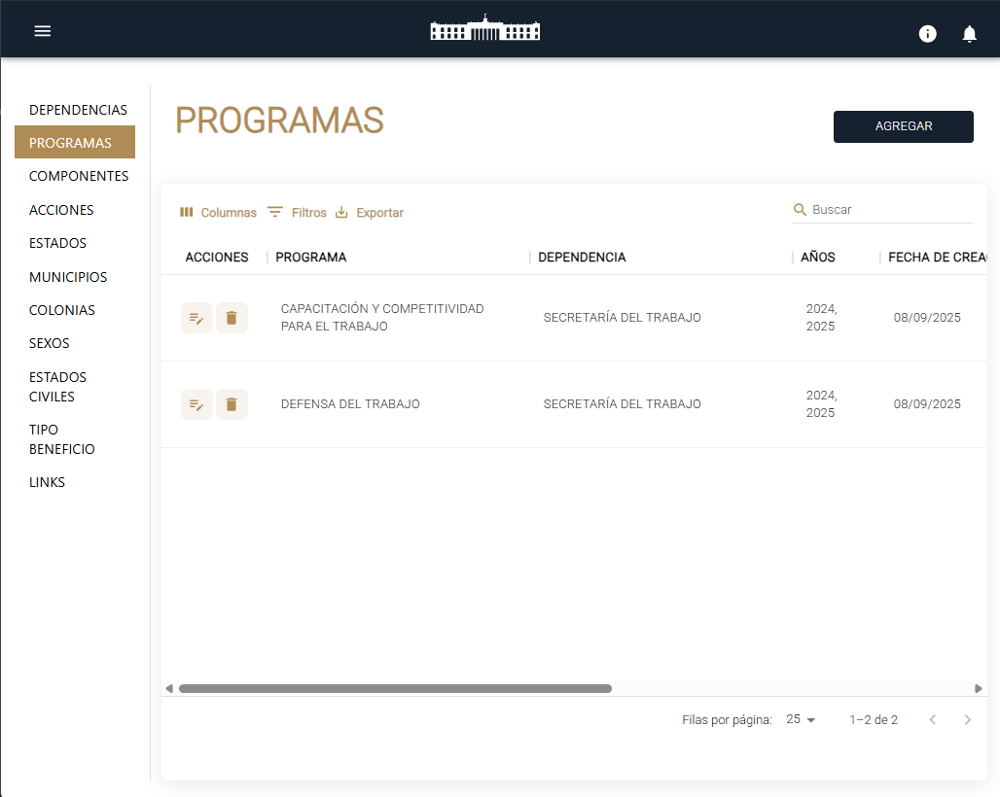 DEPENDENCIAS
PROGRAMAS
COMPONENTES
ACCIONES
ESTADOS
MUNICIPIOS
COLONIAS
SEXOS
ESTADOS
CIVILES
TIPO
BENEFICIO
LINKS
PROGRAMAS
AGREGAR
Columnas Filtros Exportar Buscar
ACCIONES PROGRAMA DEPENDENCIA AÑOS FECHA DE CREA
CAPACITACIÓN Y COMPETITIVIDAD
PARA EL TRABAJO
SECRETARÍA DEL TRABAJO
2024,
2025
08/09/2025
DEFENSA DEL TRABAJO
SECRETARÍA DEL TRABAJO
2024,
2025
08/09/2025
Filas por página: 25 1–2 de 2